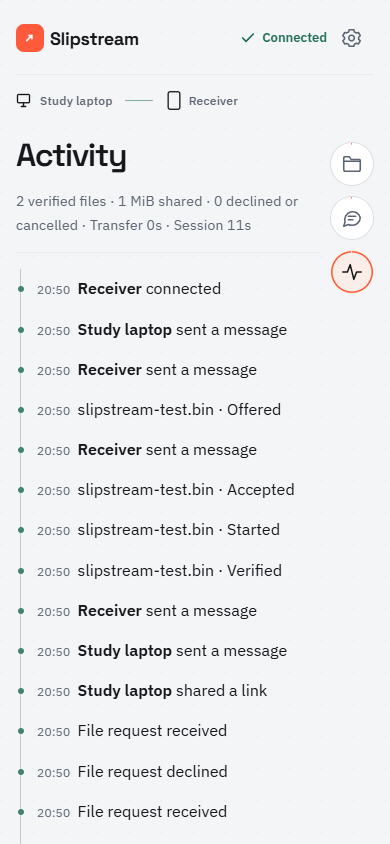 Slipstream
Connected
Study laptop
Receiver
Activity
2 verified files · 1 MiB shared · 0 declined or
cancelled · Transfer 0s · Session 11s
20:50 Receiver connected
20:50 Study laptop sent a message
20:50 Receiver sent a message
20:50 slipstream-test.bin · Offered
20:50 Receiver sent a message
20:50 slipstream-test.bin · Accepted
20:50 slipstream-test.bin · Started
20:50 slipstream-test.bin · Verified
20:50 Receiver sent a message
20:50 Study laptop sent a message
20:50 Study laptop shared a link
20:50 File request received
20:50 File request declined
20:50 File request received